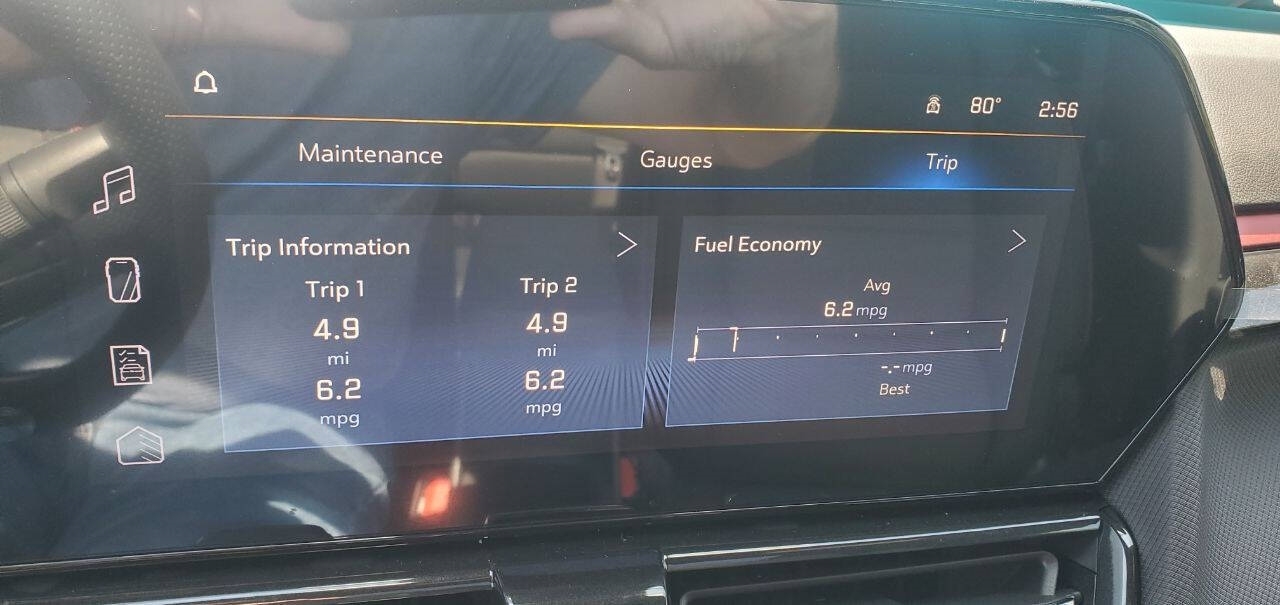 80° 2:56
Maintenance Gauges Trip
Trip Information
Trip 1 Trip 2
4.9 4.9
mi mi
6.2 6.2
mpg mpg
Fuel Economy
Avg
6.2 mpg
-.- mpg
Best